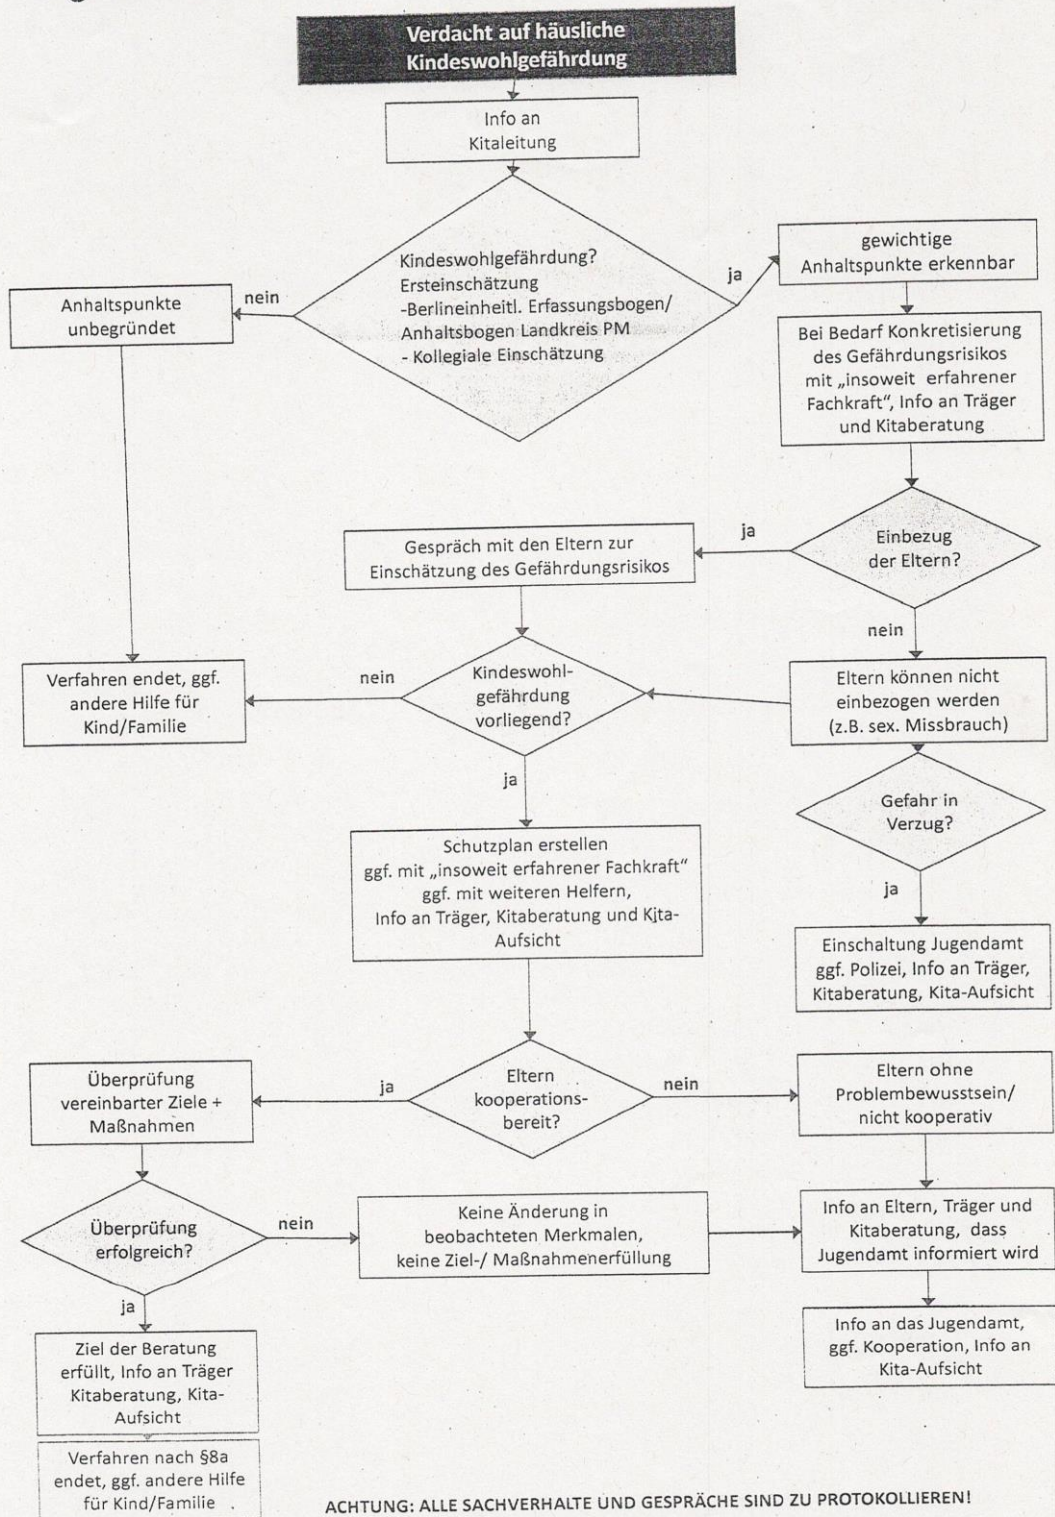 Verdacht auf häusliche
Kindeswohlgefährdung
Info an
Kitaleitung
Kindeswohlgefährdung?
Ersteinschätzung
-Berlineinheitl. Erfassungsbogen/
Anhaltsbogen Landkreis PM
- Kollegiale Einschätzung
nein
ja
Anhaltspunkte
unbegründet
gewichtige
Anhaltspunkte erkennbar
Bei Bedarf Konkretisierung
des Gefährdungsrisikos
mit „insoweit erfahrener
Fachkraft“, Info an Träger
und Kitaberatung
Einbezug
der Eltern?
ja
nein
Gespräch mit den Eltern zur
Einschätzung des Gefährdungsrisikos
Verfahren endet, ggf.
andere Hilfe für
Kind/Familie
nein
Kindeswohl-
gefährdung
vorliegend?
ja
Eltern können nicht
einbezogen werden
(z.B. sex. Missbrauch)
Gefahr in
Verzug?
ja
Schutzplan erstellen
ggf. mit „insoweit erfahrener Fachkraft“
ggf. mit weiteren Helfern,
Info an Träger, Kitaberatung und Kita-
Aufsicht
Einschaltung Jugendamt
ggf. Polizei, Info an Träger,
Kitaberatung, Kita-Aufsicht
Überprüfung
vereinbarter Ziele +
Maßnahmen
ja
Eltern
kooperations-
bereit?
nein
Eltern ohne
Problembewusstsein/
nicht kooperativ
Überprüfung
erfolgreich?
nein
ja
Keine Änderung in
beobachteten Merkmalen,
keine Ziel-/ Maßnahmenerfüllung
Info an Eltern, Träger und
Kitaberatung, dass
Jugendamt informiert wird
Ziel der Beratung
erfüllt, Info an Träger
Kitaberatung, Kita-
Aufsicht
Info an das Jugendamt,
ggf. Kooperation, Info an
Kita-Aufsicht
Verfahren nach §8a
endet, ggf. andere Hilfe
für Kind/Familie
ACHTUNG: ALLE SACHVERHALTE UND GESPRÄCHE SIND ZU PROTOKOLLIEREN!